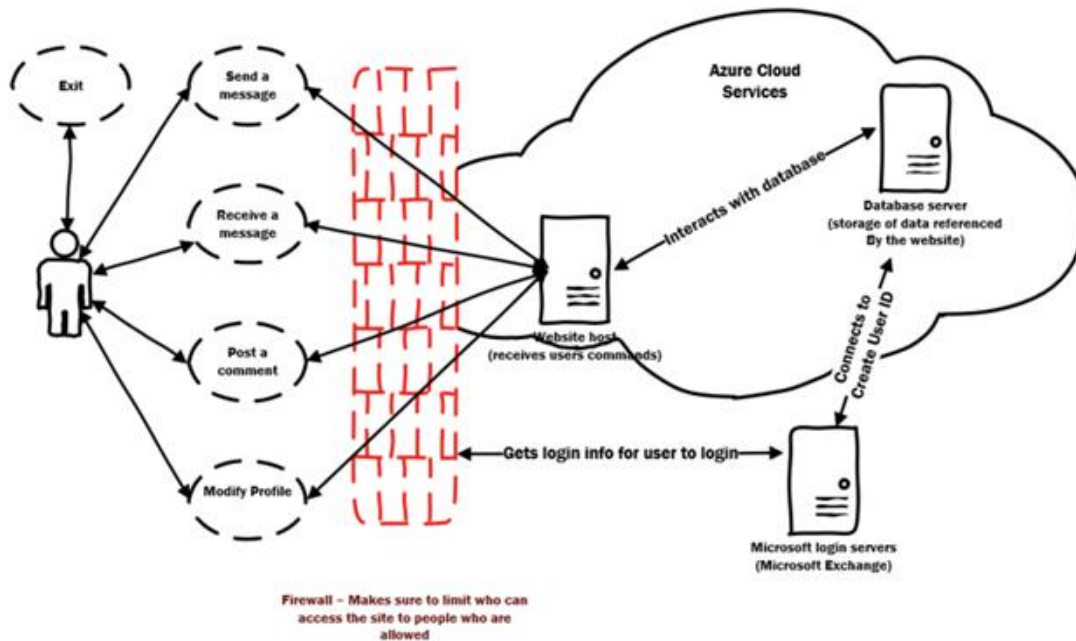 Exit
Send a
message
Receive a
message
Post a
comment
Modify Profile
Azure Cloud
Services
Interacts with database
Database server
(storage of data referenced
By the website)
Website host
(receives users commands)
Connects to
Create User ID
Gets login info for user to login
Microsoft login servers
(Microsoft Exchange)
Firewall – Makes sure to limit who can
access the site to people who are
allowed